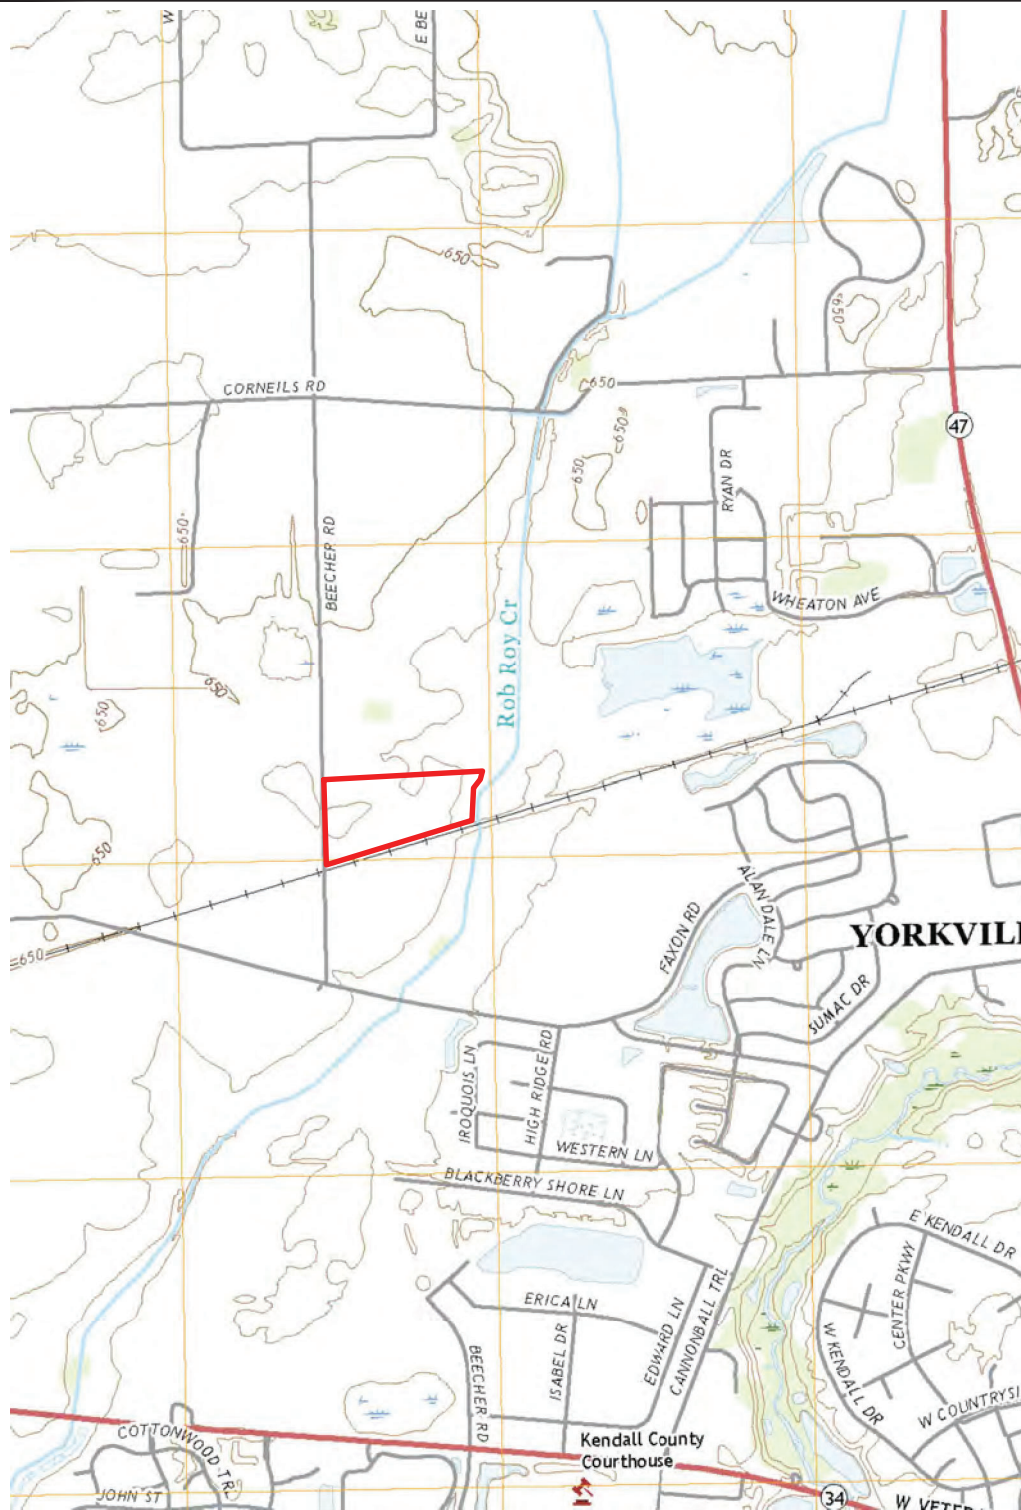 W
E BE
650
650
CORNEILS RD
650
47
650
650
RYAN DR
650
BEECHER RD
WHEATON AVE
Rob Roy Cr
650
650
650
ALAN DALE LN
FAXON RD
YORKVILL
650
SUMAC DR
IROQUOIS LN
HIGH RIDGE RD
WESTERN LN
BLACKBERRY SHORE LN
E KENDALL DR
CENTER PKWY
ERICA LN
ISABEL DR
EDWARD LN
CANNONBALL TRL
W KENDALL DR
BEECHER RD
W COUNTRYSI
COTTONWOOD TR
Kendall County
Courthouse
JOHN ST
34
W VETER